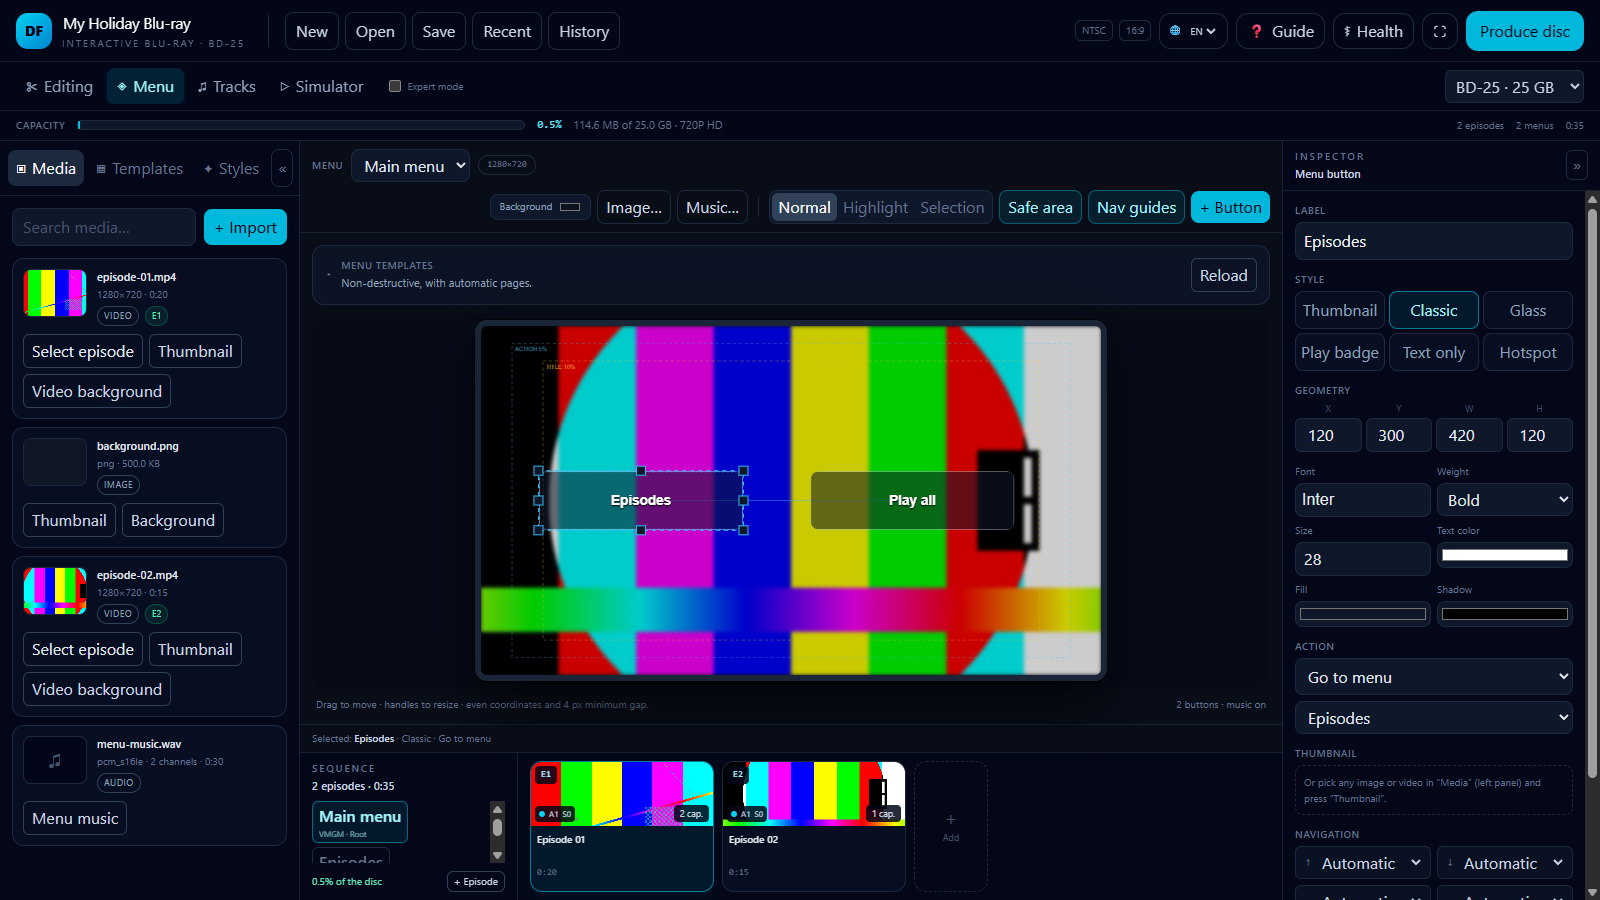 DF
My Holiday Blu-ray
INTERACTIVE BLU-RAY · BD-25
New
Open
Save
Recent
History
NTSC
16:9
EN
Guide
Health
Produce disc
Editing
Menu
Tracks
Simulator
Expert mode
BD-25 · 25 GB
CAPACITY
0.5%
114.6 MB of 25.0 GB · 720P HD
2 episodes
2 menus
0:35
Media
Templates
Styles
«
Search media...
+ Import
episode-01.mp4
1280×720 · 0:20
VIDEO
E1
Select episode
Thumbnail
Video background
background.png
png · 500.0 KB
IMAGE
Thumbnail
Background
episode-02.mp4
1280×720 · 0:15
VIDEO
E2
Select episode
Thumbnail
Video background
menu-music.wav
pcm_s16le · 2 channels · 0:30
AUDIO
Menu music
MENU
Main menu
1280×720
Background
Image...
Music...
Normal
Highlight
Selection
Safe area
Nav guides
+ Button
MENU TEMPLATES
Non-destructive, with automatic pages.
Reload
ACTION 5%
TITLE 10%
Episodes
Play all
Drag to move · handles to resize · even coordinates and 4 px minimum gap.
2 buttons · music on
Selected: Episodes · Classic · Go to menu
SEQUENCE
2 episodes · 0:35
Main menu
VMGM · Root
Episodes
0.5% of the disc
+ Episode
E1
A1 S0
2 cap.
Episode 01
0:20
E2
A1 S0
1 cap.
Episode 02
0:15
+
Add
INSPECTOR
Menu button
»
LABEL
Episodes
STYLE
Thumbnail
Classic
Glass
Play badge
Text only
Hotspot
GEOMETRY
X
Y
W
H
120
300
420
120
Font
Weight
Inter
Bold
Size
Text color
28
Fill
Shadow
ACTION
Go to menu
Episodes
THUMBNAIL
Or pick any image or video in "Media" (left panel) and
press "Thumbnail".
NAVIGATION
↑ Automatic
↓ Automatic